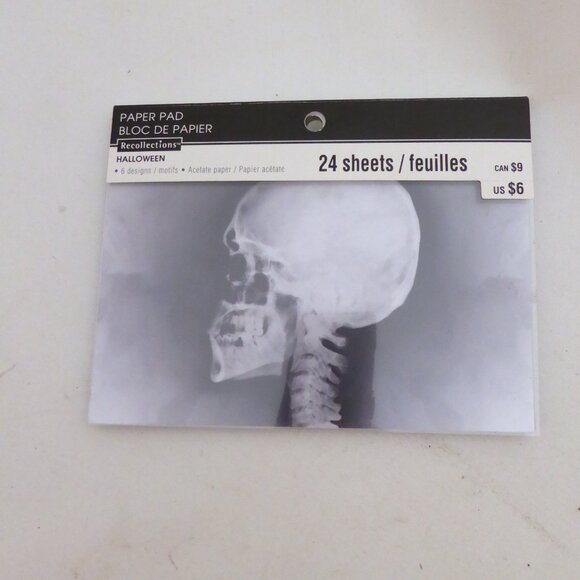 PAPER PAD
BLOC DE PAPIER
Recollections™
HALLOWEEN
• 6 designs / motifs • Acetate paper / Papier acétate
24 sheets / feuilles
CAN $9
US $6